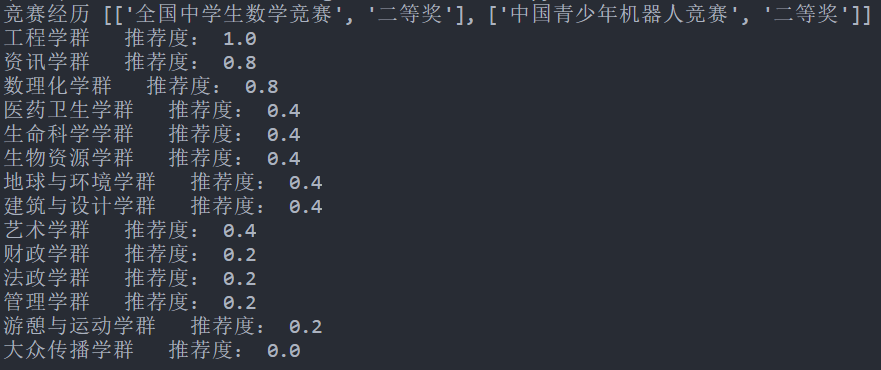 竞赛经历 [['全国中学生数学竞赛', '二等奖'], ['中国青少年机器人竞赛', '二等奖']]
工程学群 推荐度: 1.0
资讯学群 推荐度: 0.8
数理化学群 推荐度: 0.8
医药卫生学群 推荐度: 0.4
生命科学学群 推荐度: 0.4
生物资源学群 推荐度: 0.4
地球与环境学群 推荐度: 0.4
建筑与设计学群 推荐度: 0.4
艺术学群 推荐度: 0.4
财政学群 推荐度: 0.2
法政学群 推荐度: 0.2
管理学群 推荐度: 0.2
游憩与运动学群 推荐度: 0.2
大众传播学群 推荐度: 0.0